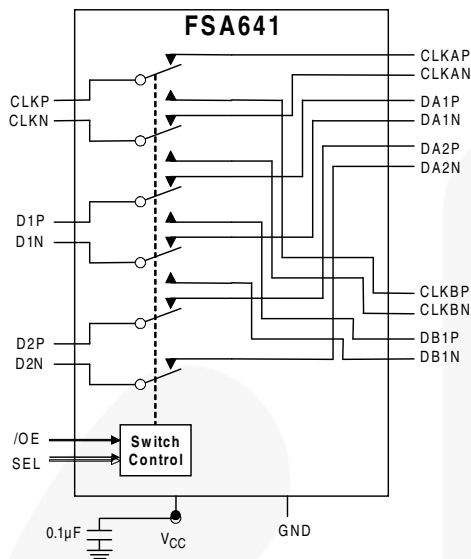 FSA641
CLKP
CLKN
D1P
D1N
D2P
D2N
/OE
SEL
Switch
Control
CLKAP
CLKAN
DA1P
DA1N
DA2P
DA2N
CLKBP
CLKBN
DB1P
DB1N
0.1µF
VCC
GND